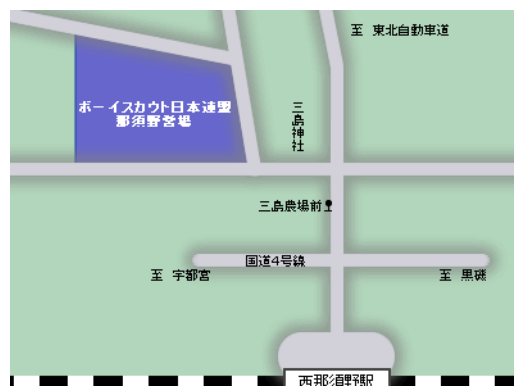 至 東北自動車道
ボーイスカウト日本連盟
那須野営場
三島神社
三島農場前
国道4号線
至 宇都宮
至 黒磯
西那須野駅